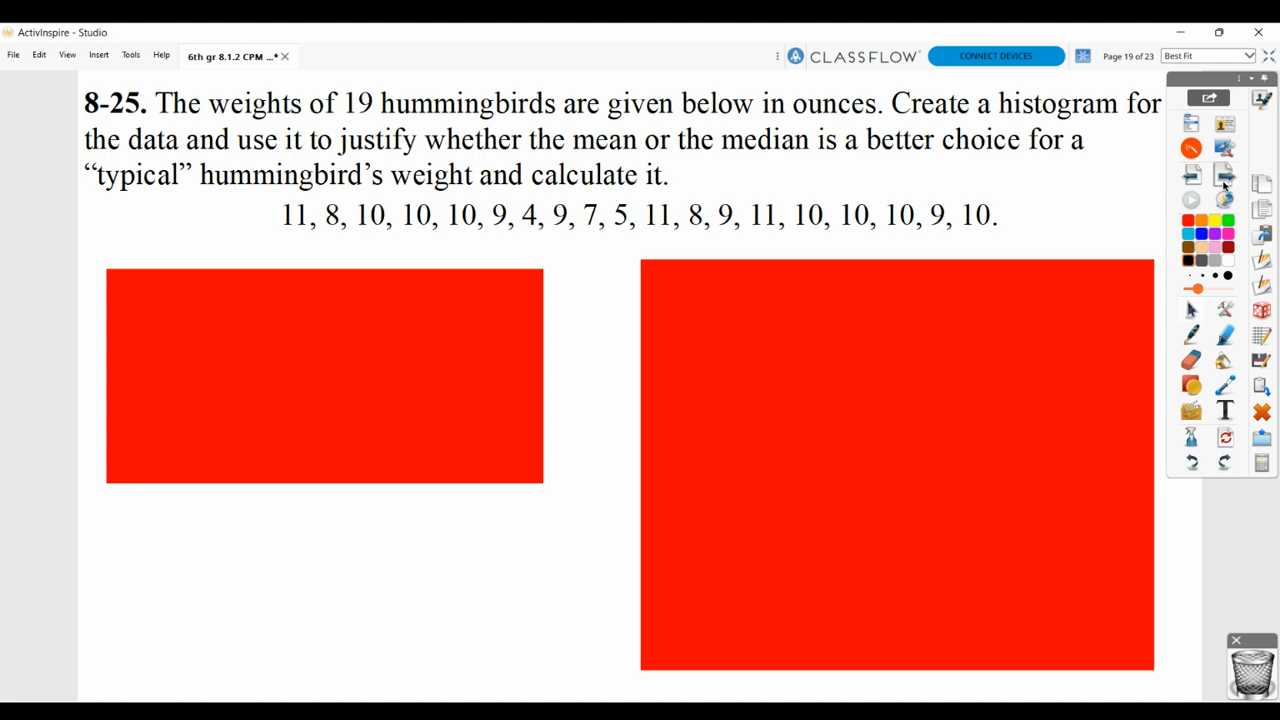 ActivInspire - Studio
File Edit View Insert Tools Help 6th gr 8.1.2 CPM ...* CLASSFLOW CONNECT DEVICES Page 19 of 23 Best Fit
8-25. The weights of 19 hummingbirds are given below in ounces. Create a histogram for
the data and use it to justify whether the mean or the median is a better choice for a
“typical” hummingbird’s weight and calculate it.
11, 8, 10, 10, 10, 9, 4, 9, 7, 5, 11, 8, 9, 11, 10, 10, 10, 9, 10.
T